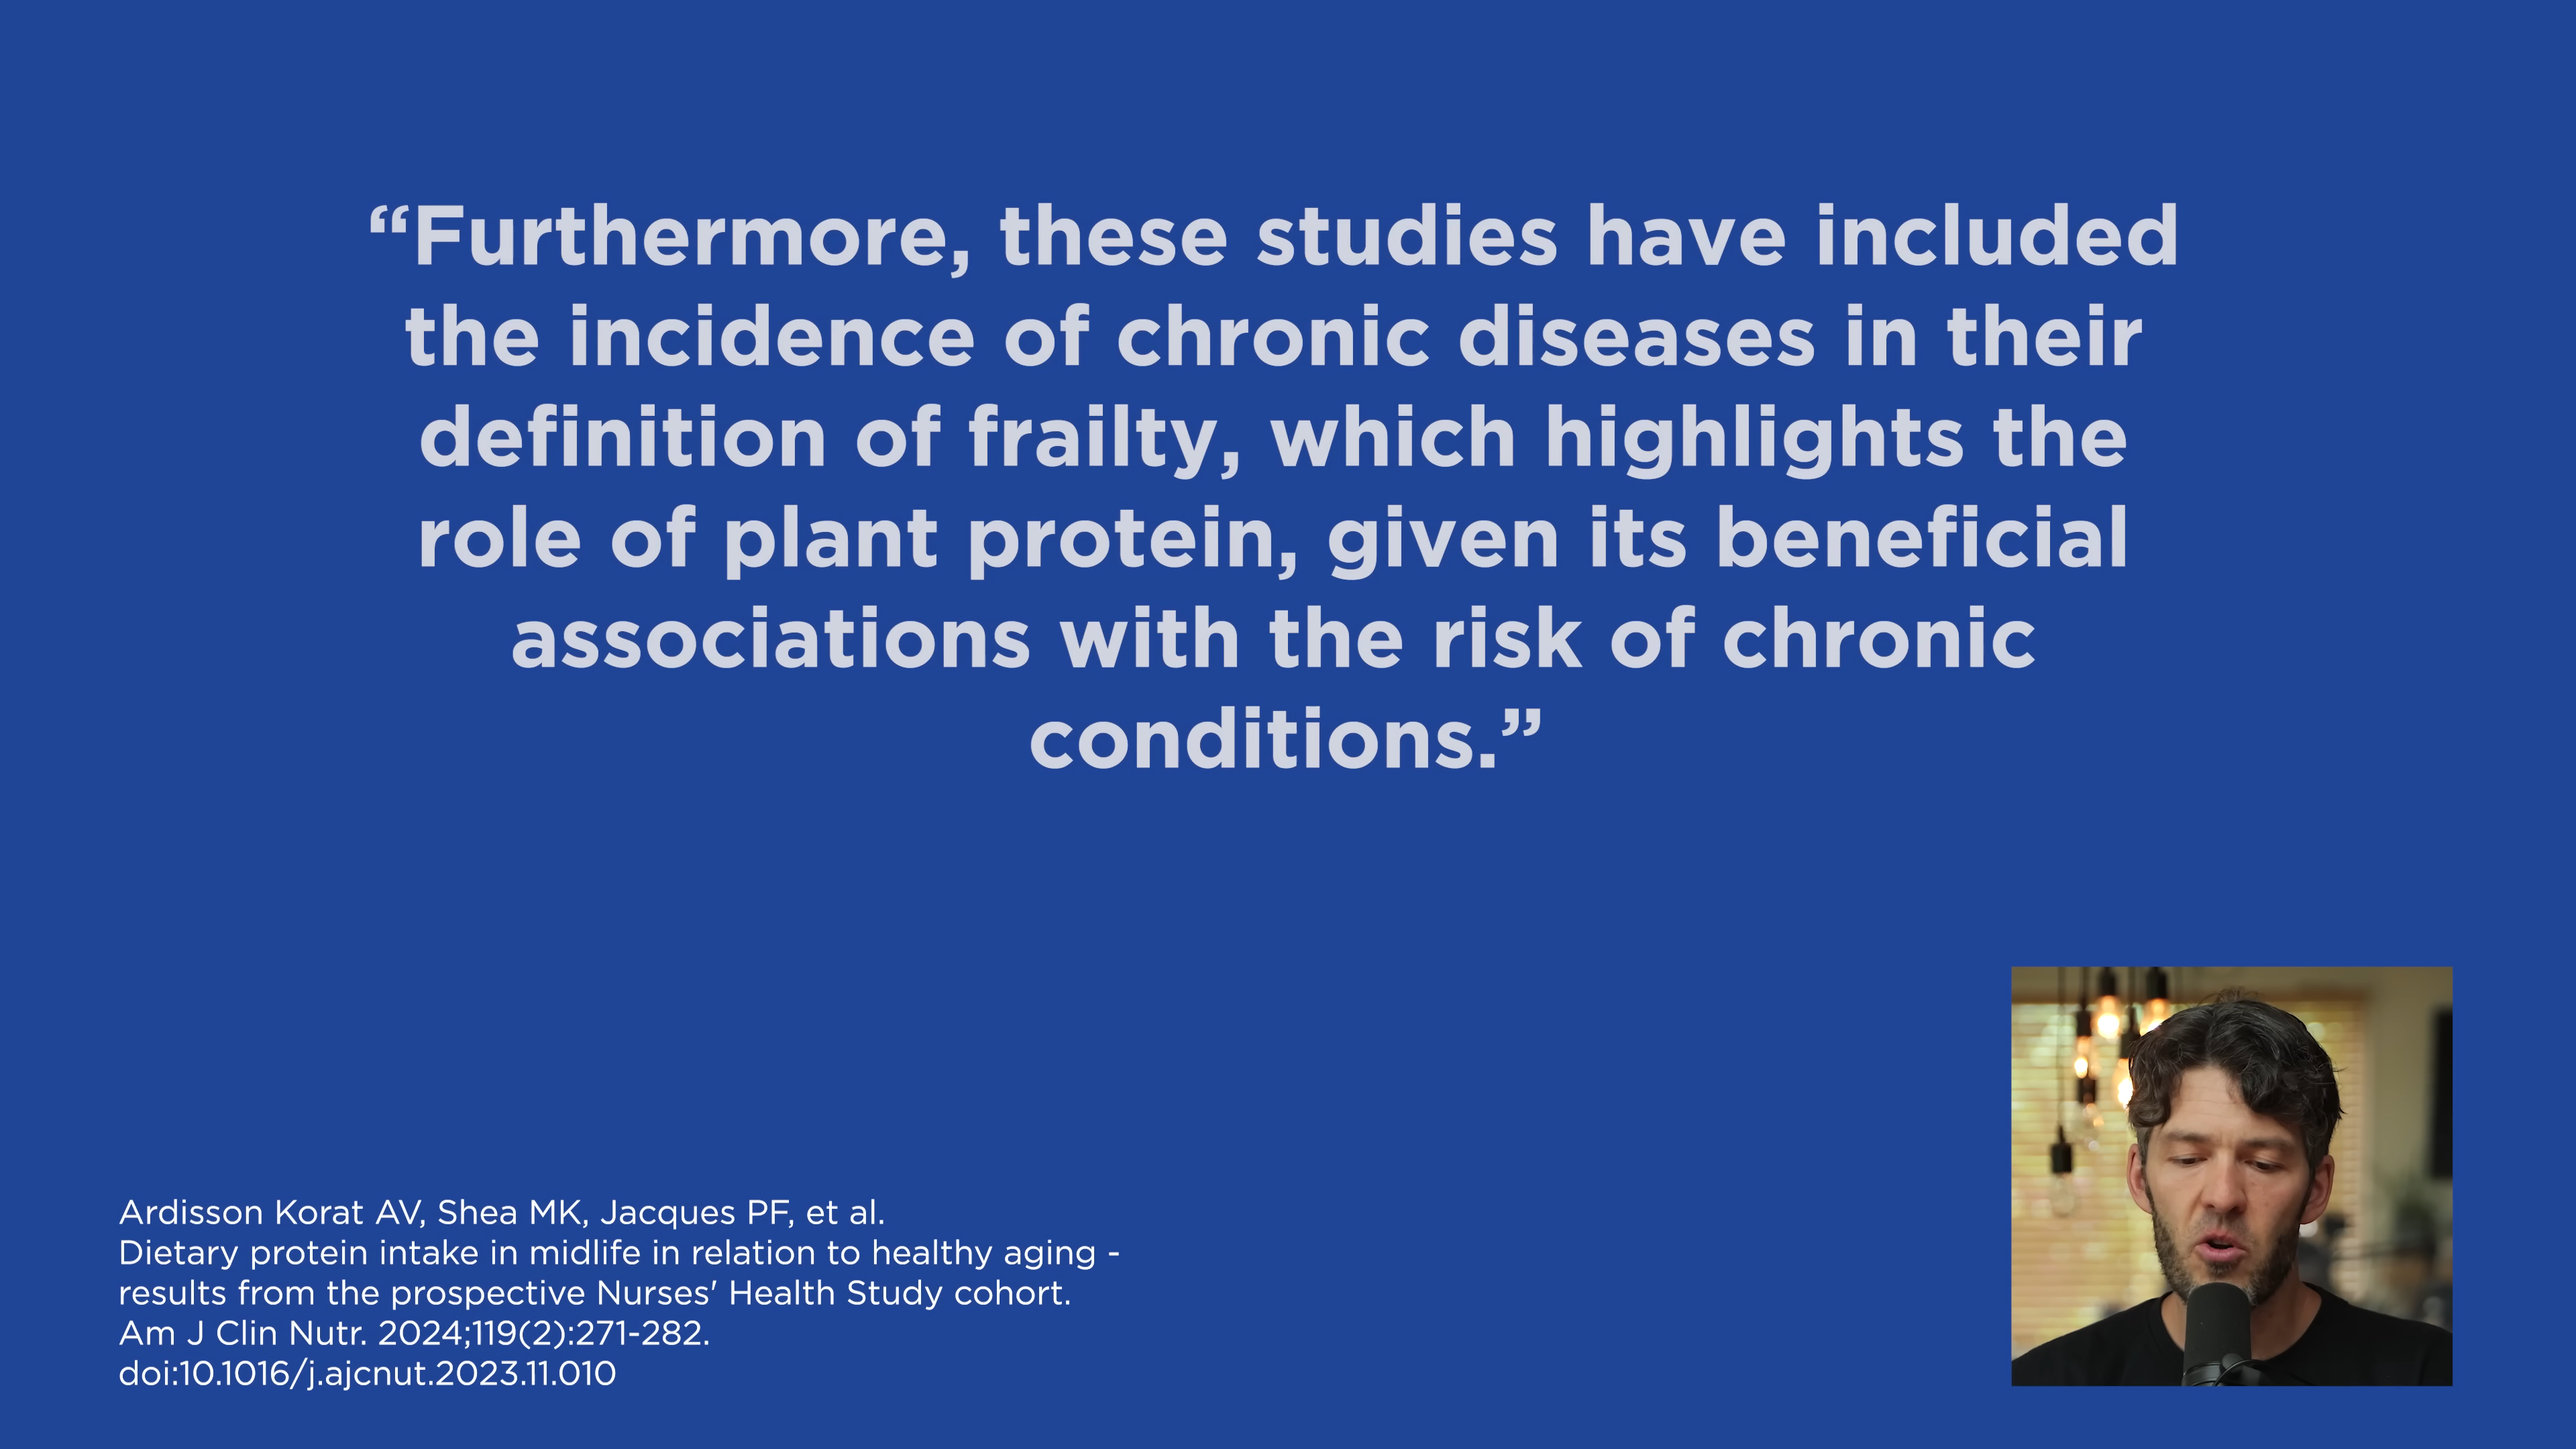 “Furthermore, these studies have included
the incidence of chronic diseases in their
definition of frailty, which highlights the
role of plant protein, given its beneficial
associations with the risk of chronic
conditions.”
Ardisson Korat AV, Shea MK, Jacques PF, et al.
Dietary protein intake in midlife in relation to healthy aging -
results from the prospective Nurses' Health Study cohort.
Am J Clin Nutr. 2024;119(2):271-282.
doi:10.1016/j.ajcnut.2023.11.010